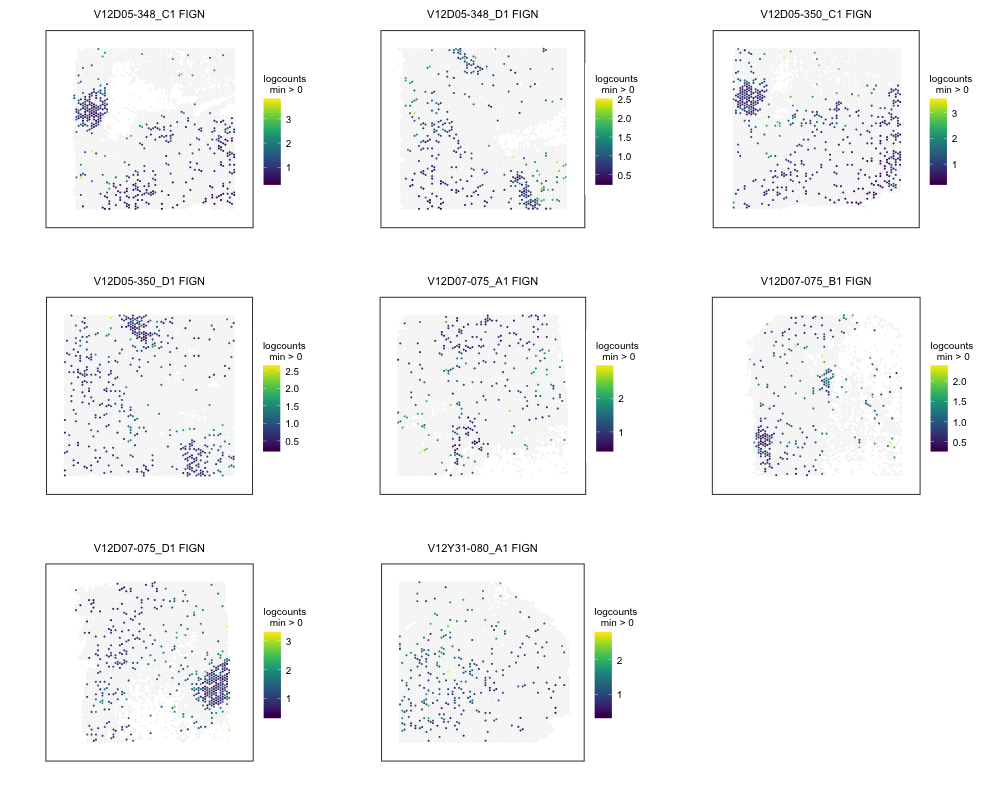 V12D05-348_C1 FIGN
logcounts
min > 0
3
2
1
V12D05-348_D1 FIGN
logcounts
min > 0
2.5
2.0
1.5
1.0
0.5
V12D05-350_C1 FIGN
logcounts
min > 0
3
2
1
V12D05-350_D1 FIGN
logcounts
min > 0
2.5
2.0
1.5
1.0
0.5
V12D07-075_A1 FIGN
logcounts
min > 0
2
1
V12D07-075_B1 FIGN
logcounts
min > 0
2.0
1.5
1.0
0.5
V12D07-075_D1 FIGN
logcounts
min > 0
3
2
1
V12Y31-080_A1 FIGN
logcounts
min > 0
2
1